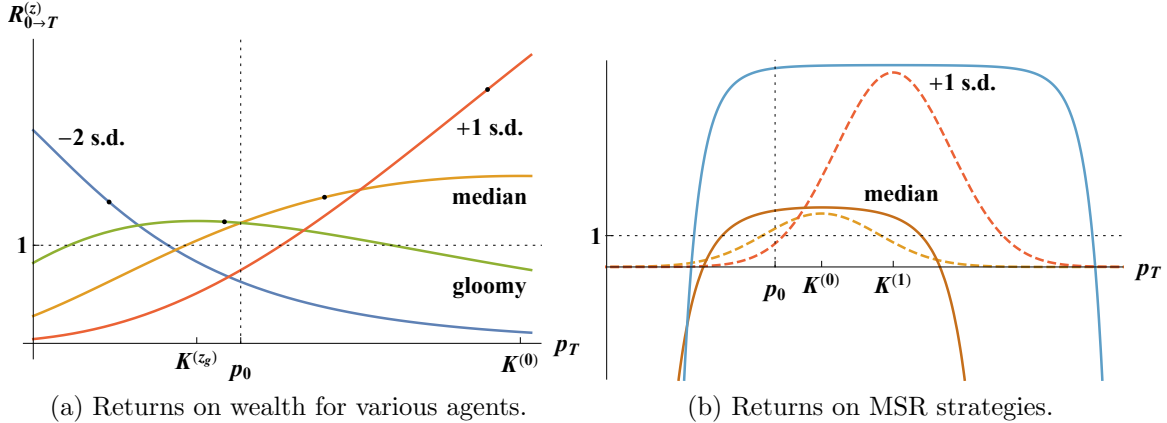 R^{(z)}_{0→T}
−2 s.d.
+1 s.d.
median
1
gloomy
K^{(z_g)}
p_0
K^{(0)}
p_T
(a) Returns on wealth for various agents.
+1 s.d.
median
1
p_0
K^{(0)}
K^{(1)}
p_T
(b) Returns on MSR strategies.